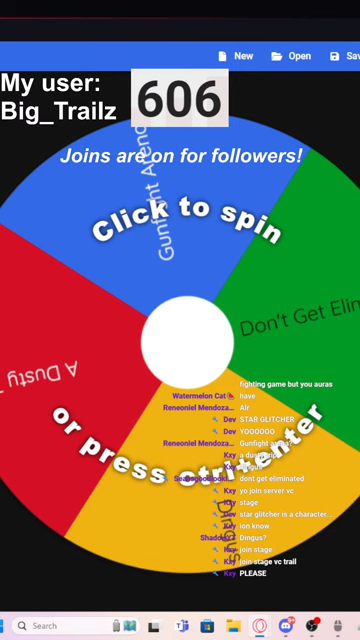 New
Open
Sav
My user:
Big_Trailz
606
Joins are on for followers!
Gunfight Arena
Click to spin
Don't Get Elim
A Dusty
or press ctrl+enter
Dingus
fighting game but you auras
Watermelon Cat🍉 have
Reneoniel Mendoza... Alr
Dev STAR GLITCHER
Dev YOOOOOO
Reneoniel Mendoza... Gunfight
Kxy a dusty
Kxy
dont get eliminated
Kxy yo join server vc
Kxy stage
Dev star glitcher is a character...
Kxy ion know
Dingus?
Kxy join stage
Kxy join stage vc trail
Kxy PLEASE
Search